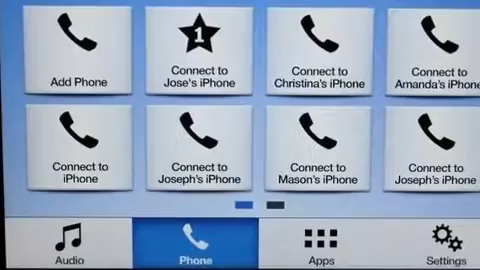 1
Add Phone
Connect to
Jose's iPhone
Connect to
Christina's iPhone
Connect to
Amanda's iPhone
Connect to
iPhone
Connect to
Joseph's iPhone
Connect to
Mason's iPhone
Connect to
Joseph's iPhone
Audio
Phone
Apps
Settings